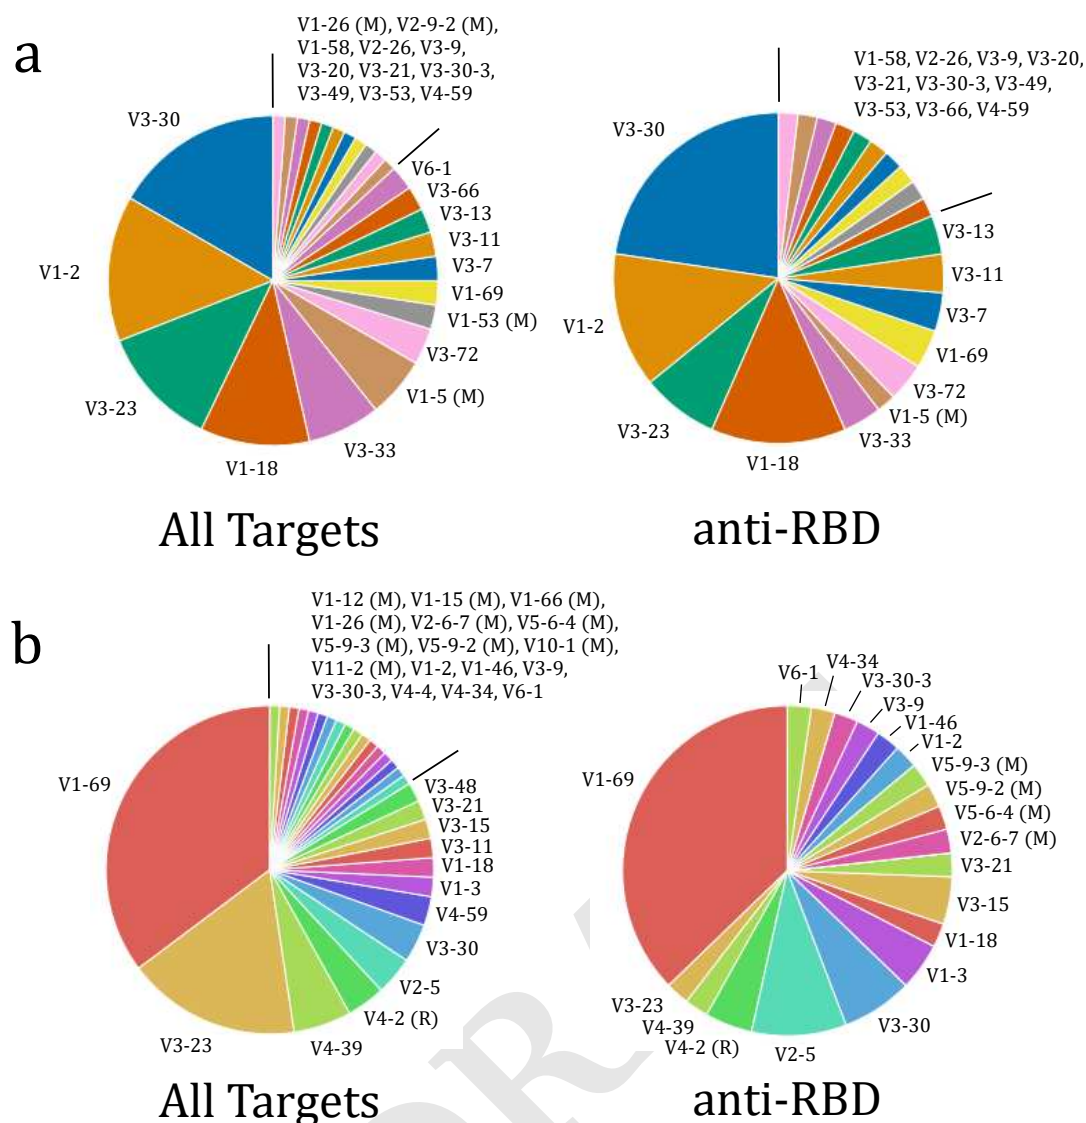 a
V1-26 (M), V2-9-2 (M),
V1-58, V2-26, V3-9,
V3-20, V3-21, V3-30-3,
V3-49, V3-53, V4-59
V3-30
V6-1
V3-66
V3-13
V3-11
V3-7
V1-69
V1-53 (M)
V3-72
V1-5 (M)
V3-33
V1-18
V3-23
V1-2
All Targets
V1-58, V2-26, V3-9, V3-20,
V3-21, V3-30-3, V3-49,
V3-53, V3-66, V4-59
V3-30
V3-13
V3-11
V3-7
V1-69
V3-72
V1-5 (M)
V3-33
V1-18
V3-23
V1-2
anti-RBD
b
V1-12 (M), V1-15 (M), V1-66 (M),
V1-26 (M), V2-6-7 (M), V5-6-4 (M),
V5-9-3 (M), V5-9-2 (M), V10-1 (M),
V11-2 (M), V1-2, V1-46, V3-9,
V3-30-3, V4-4, V4-34, V6-1
V1-69
V3-48
V3-21
V3-15
V3-11
V1-18
V1-3
V4-59
V3-30
V2-5
V4-2 (R)
V4-39
V3-23
All Targets
V6-1
V4-34
V3-30-3
V3-9
V1-46
V1-2
V5-9-3 (M)
V5-9-2 (M)
V5-6-4 (M)
V2-6-7 (M)
V3-21
V3-15
V1-18
V1-3
V3-30
V2-5
V4-2 (R)
V4-39
V3-23
V1-69
anti-RBD